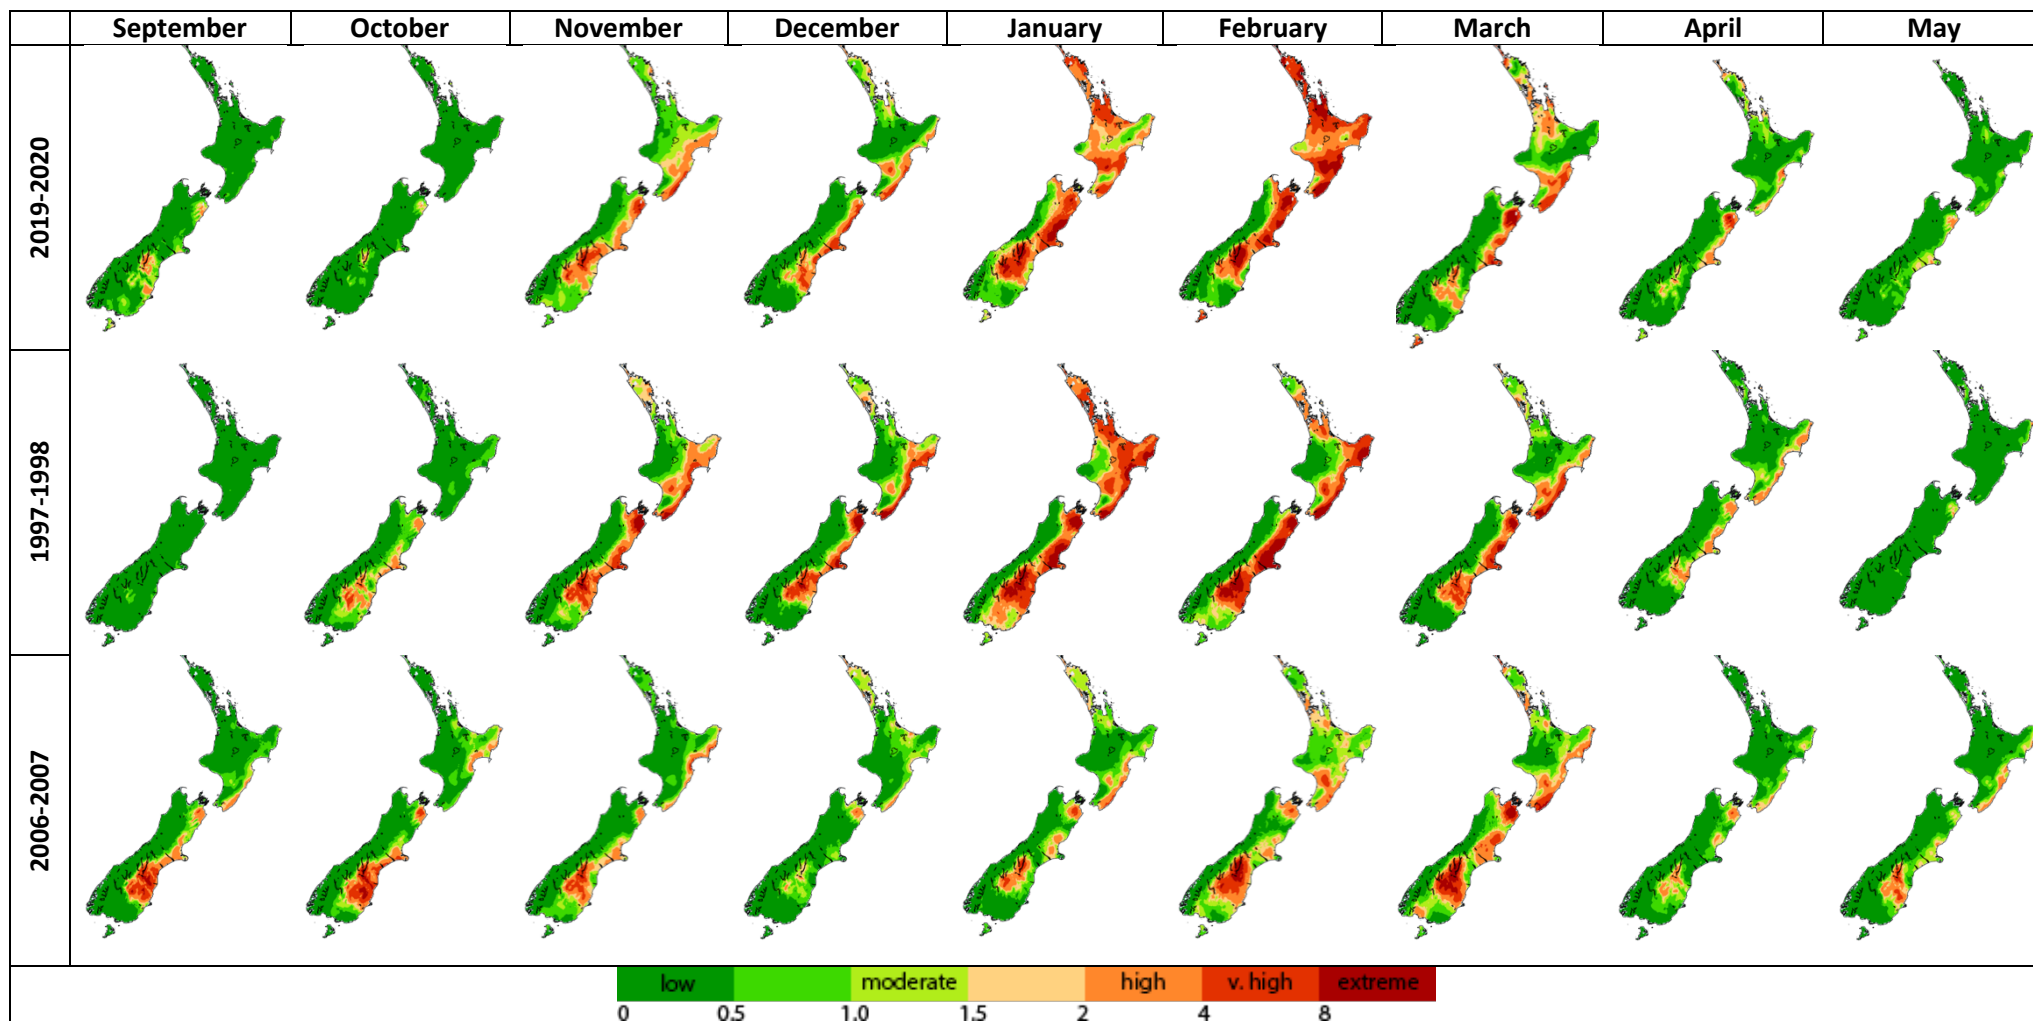 September October November December January February March April May
2019-2020
1997-1998
2006-2007
low moderate high v. high extreme
0 0.5 1.0 1.5 2 4 8